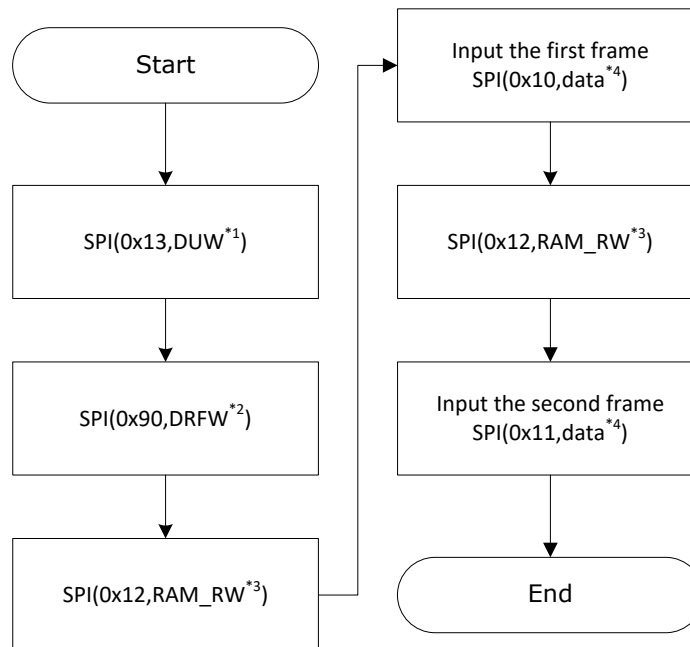 Start
SPI(0x13,DUW*1)
SPI(0x90,DRFW*2)
SPI(0x12,RAM_RW*3)
Input the first frame
SPI(0x10,data*4)
SPI(0x12,RAM_RW*3)
Input the second frame
SPI(0x11,data*4)
End